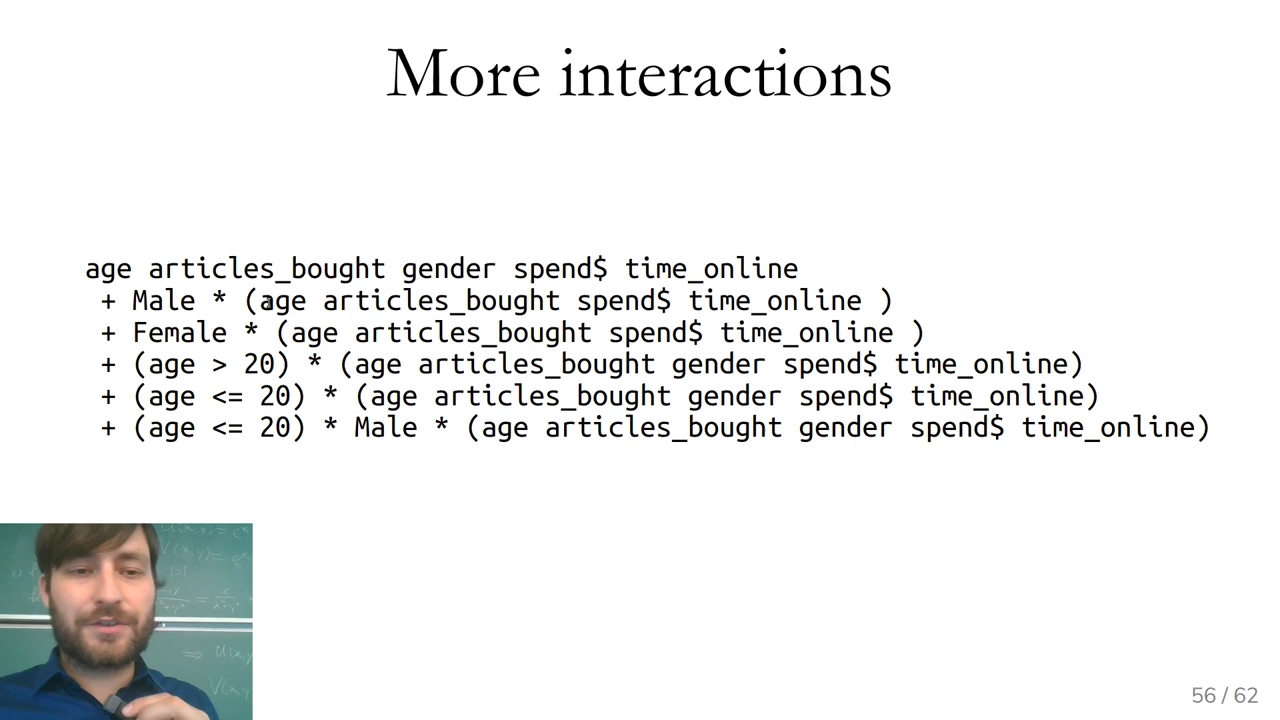 More interactions
age articles_bought gender spend$ time_online
+ Male * (age articles_bought spend$ time_online )
+ Female * (age articles_bought spend$ time_online )
+ (age > 20) * (age articles_bought gender spend$ time_online)
+ (age <= 20) * (age articles_bought gender spend$ time_online)
+ (age <= 20) * Male * (age articles_bought gender spend$ time_online)
56 / 62